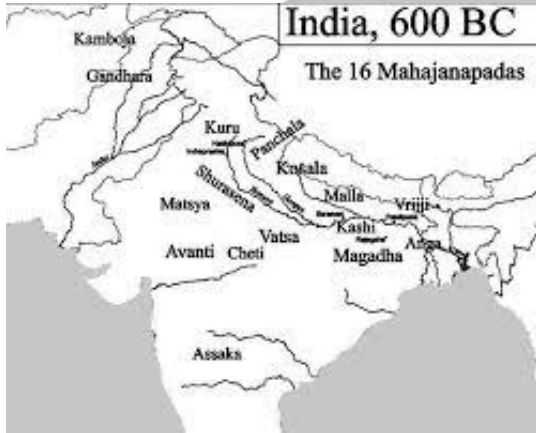 India, 600 BC
The 16 Mahajanapadas
Kamboja
Gandhara
Kuru
Panchala
Kosala
Shurasena
Malla
Vrijji
Matsya
Kashi
Anga
Vatsa
Avanti
Cheti
Magadha
Assaka